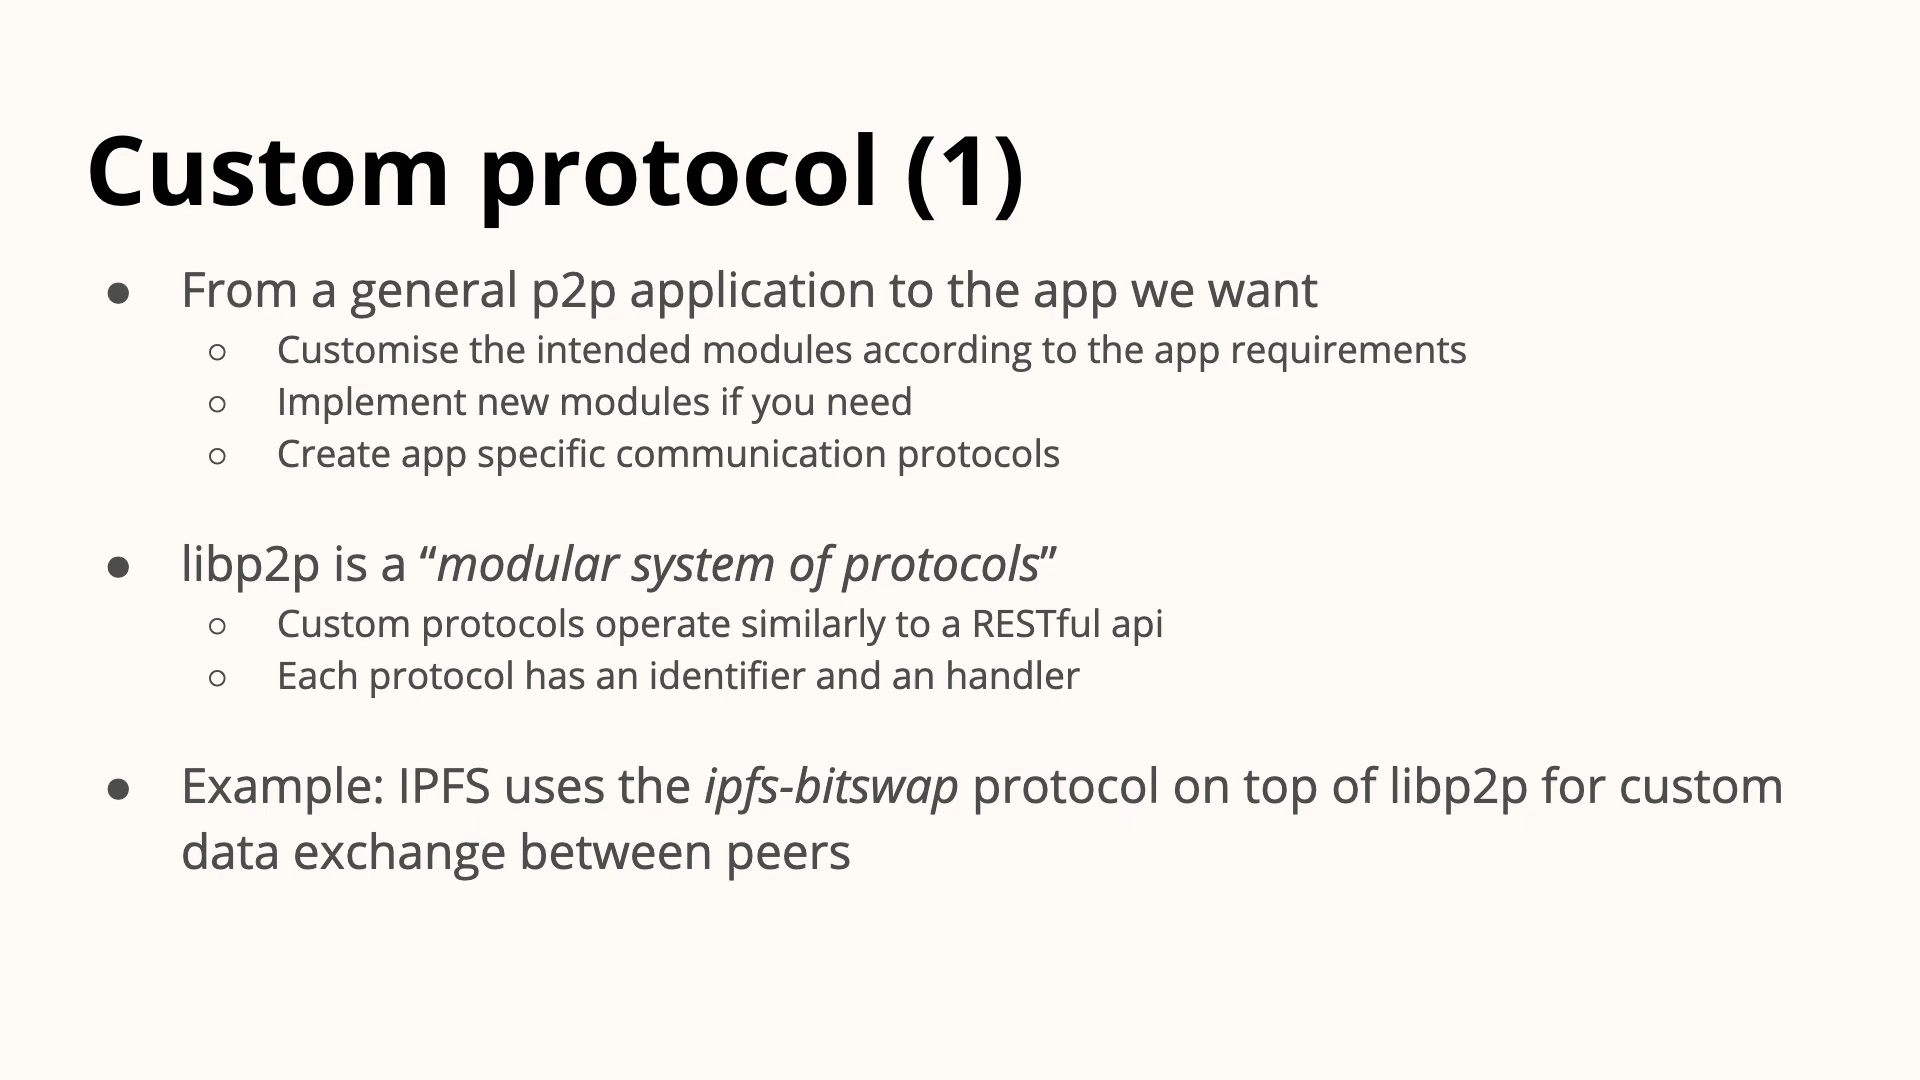 Custom protocol (1)
● From a general p2p application to the app we want
○ Customise the intended modules according to the app requirements
○ Implement new modules if you need
○ Create app specific communication protocols
● libp2p is a “modular system of protocols”
○ Custom protocols operate similarly to a RESTful api
○ Each protocol has an identifier and an handler
● Example: IPFS uses the ipfs-bitswap protocol on top of libp2p for custom
data exchange between peers